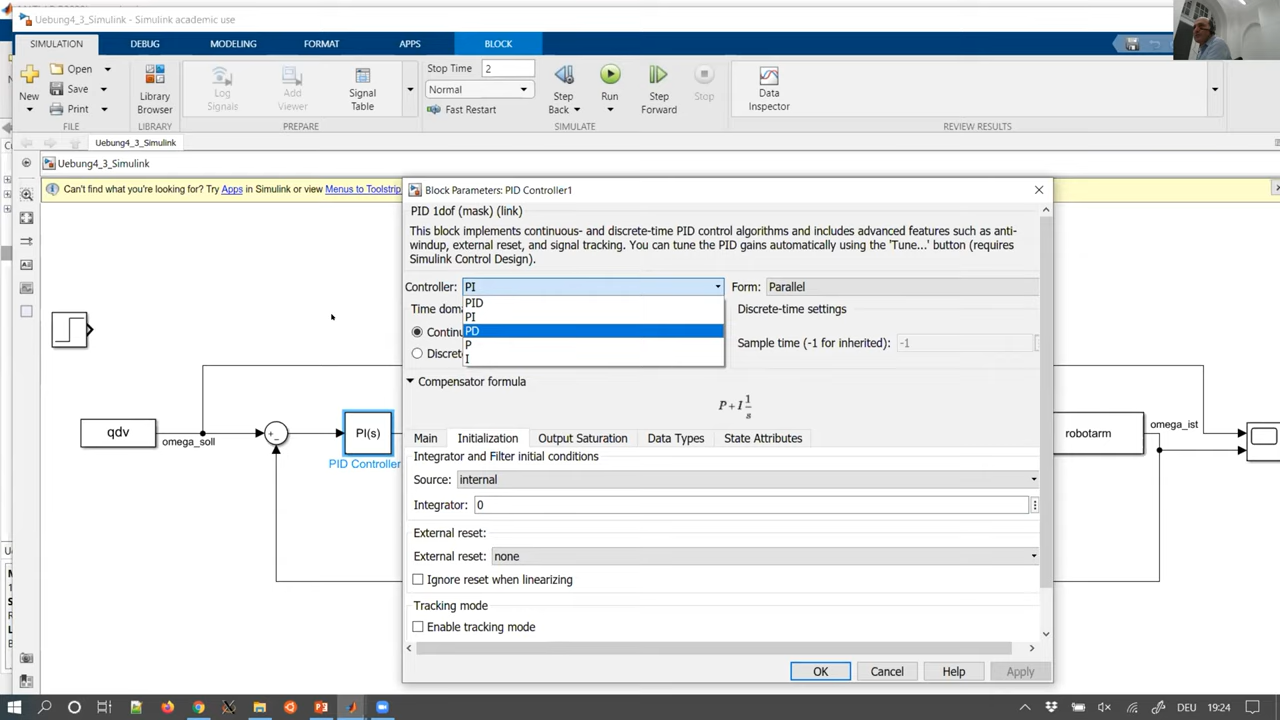 Uebung4_3_Simulink - Simulink academic use
SIMULATION DEBUG MODELING FORMAT APPS BLOCK
New
Open
Save
Print
FILE
Library
Browser
LIBRARY
Log
Signals
Add
Viewer
Signal
Table
PREPARE
Stop Time 2
Normal
Fast Restart
Step
Back
Run
Step
Forward
Stop
SIMULATE
Data
Inspector
REVIEW RESULTS
Uebung4_3_Simulink
Uebung4_3_Simulink
Can't find what you're looking for? Try Apps in Simulink or view Menus to Toolstrip
Block Parameters: PID Controller1
PID 1dof (mask) (link)
This block implements continuous- and discrete-time PID control algorithms and includes advanced features such as anti-
windup, external reset, and signal tracking. You can tune the PID gains automatically using the 'Tune...' button (requires
Simulink Control Design).
Controller: PI
Form: Parallel
PID
PI
PD
P
I
Time dom
Continu
Discret
Discrete-time settings
Sample time (-1 for inherited): -1
Compensator formula
P + I 1/s
Main Initialization Output Saturation Data Types State Attributes
Integrator and Filter initial conditions
Source: internal
Integrator: 0
External reset:
External reset: none
Ignore reset when linearizing
Tracking mode
Enable tracking mode
OK Cancel Help Apply
qdv
omega_soll
+
-
PI(s)
PID Controller
robotarm
omega_ist
DEU 19:24